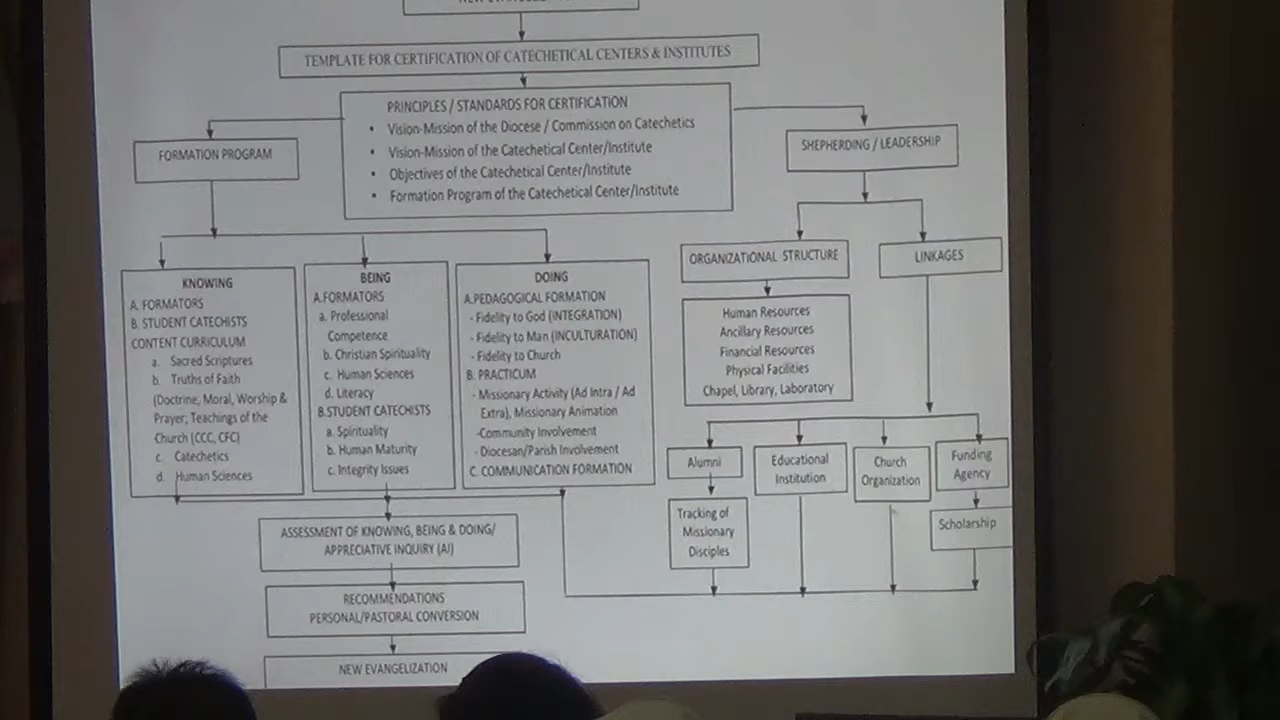 TEMPLATE FOR CERTIFICATION OF CATECHETICAL CENTERS & INSTITUTES
PRINCIPLES / STANDARDS FOR CERTIFICATION
• Vision-Mission of the Diocese / Commission on Catechetics
• Vision-Mission of the Catechetical Center/Institute
• Objectives of the Catechetical Center/Institute
• Formation Program of the Catechetical Center/Institute
FORMATION PROGRAM
SHEPHERDING / LEADERSHIP
KNOWING
A. FORMATORS
B. STUDENT CATECHISTS
CONTENT CURRICULUM
a. Sacred Scriptures
b. Truths of Faith
(Doctrine, Moral, Worship &
Prayer; Teachings of the
Church (CCC, CFC)
c. Catechetics
d. Human Sciences
BEING
A.FORMATORS
a. Professional
Competence
b. Christian Spirituality
c. Human Sciences
d. Literacy
B.STUDENT CATECHISTS
a. Spirituality
b. Human Maturity
c. Integrity Issues
DOING
A.PEDAGOGICAL FORMATION
- Fidelity to God (INTEGRATION)
- Fidelity to Man (INCULTURATION)
- Fidelity to Church
B. PRACTICUM
- Missionary Activity (Ad Intra / Ad
Extra), Missionary Animation
-Community Involvement
- Diocesan/Parish Involvement
C. COMMUNICATION FORMATION
ORGANIZATIONAL STRUCTURE
Human Resources
Ancillary Resources
Financial Resources
Physical Facilities
Chapel, Library, Laboratory
LINKAGES
Alumni
Tracking of
Missionary
Disciples
Educational
Institution
Church
Organization
Funding
Agency
Scholarship
ASSESSMENT OF KNOWING, BEING & DOING/
APPRECIATIVE INQUIRY (AI)
RECOMMENDATIONS
PERSONAL/PASTORAL CONVERSION
NEW EVANGELIZATION